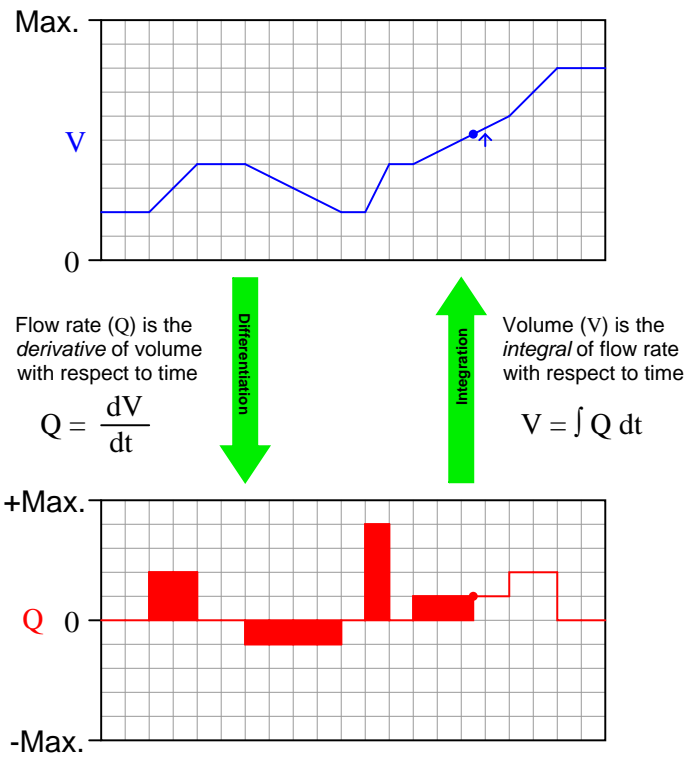 Max.
V
0
Differentiation
Integration
Flow rate (Q) is the
derivative of volume
with respect to time
Q = dV
dt
Volume (V) is the
integral of flow rate
with respect to time
V = ∫ Q dt
+Max.
Q 0
-Max.